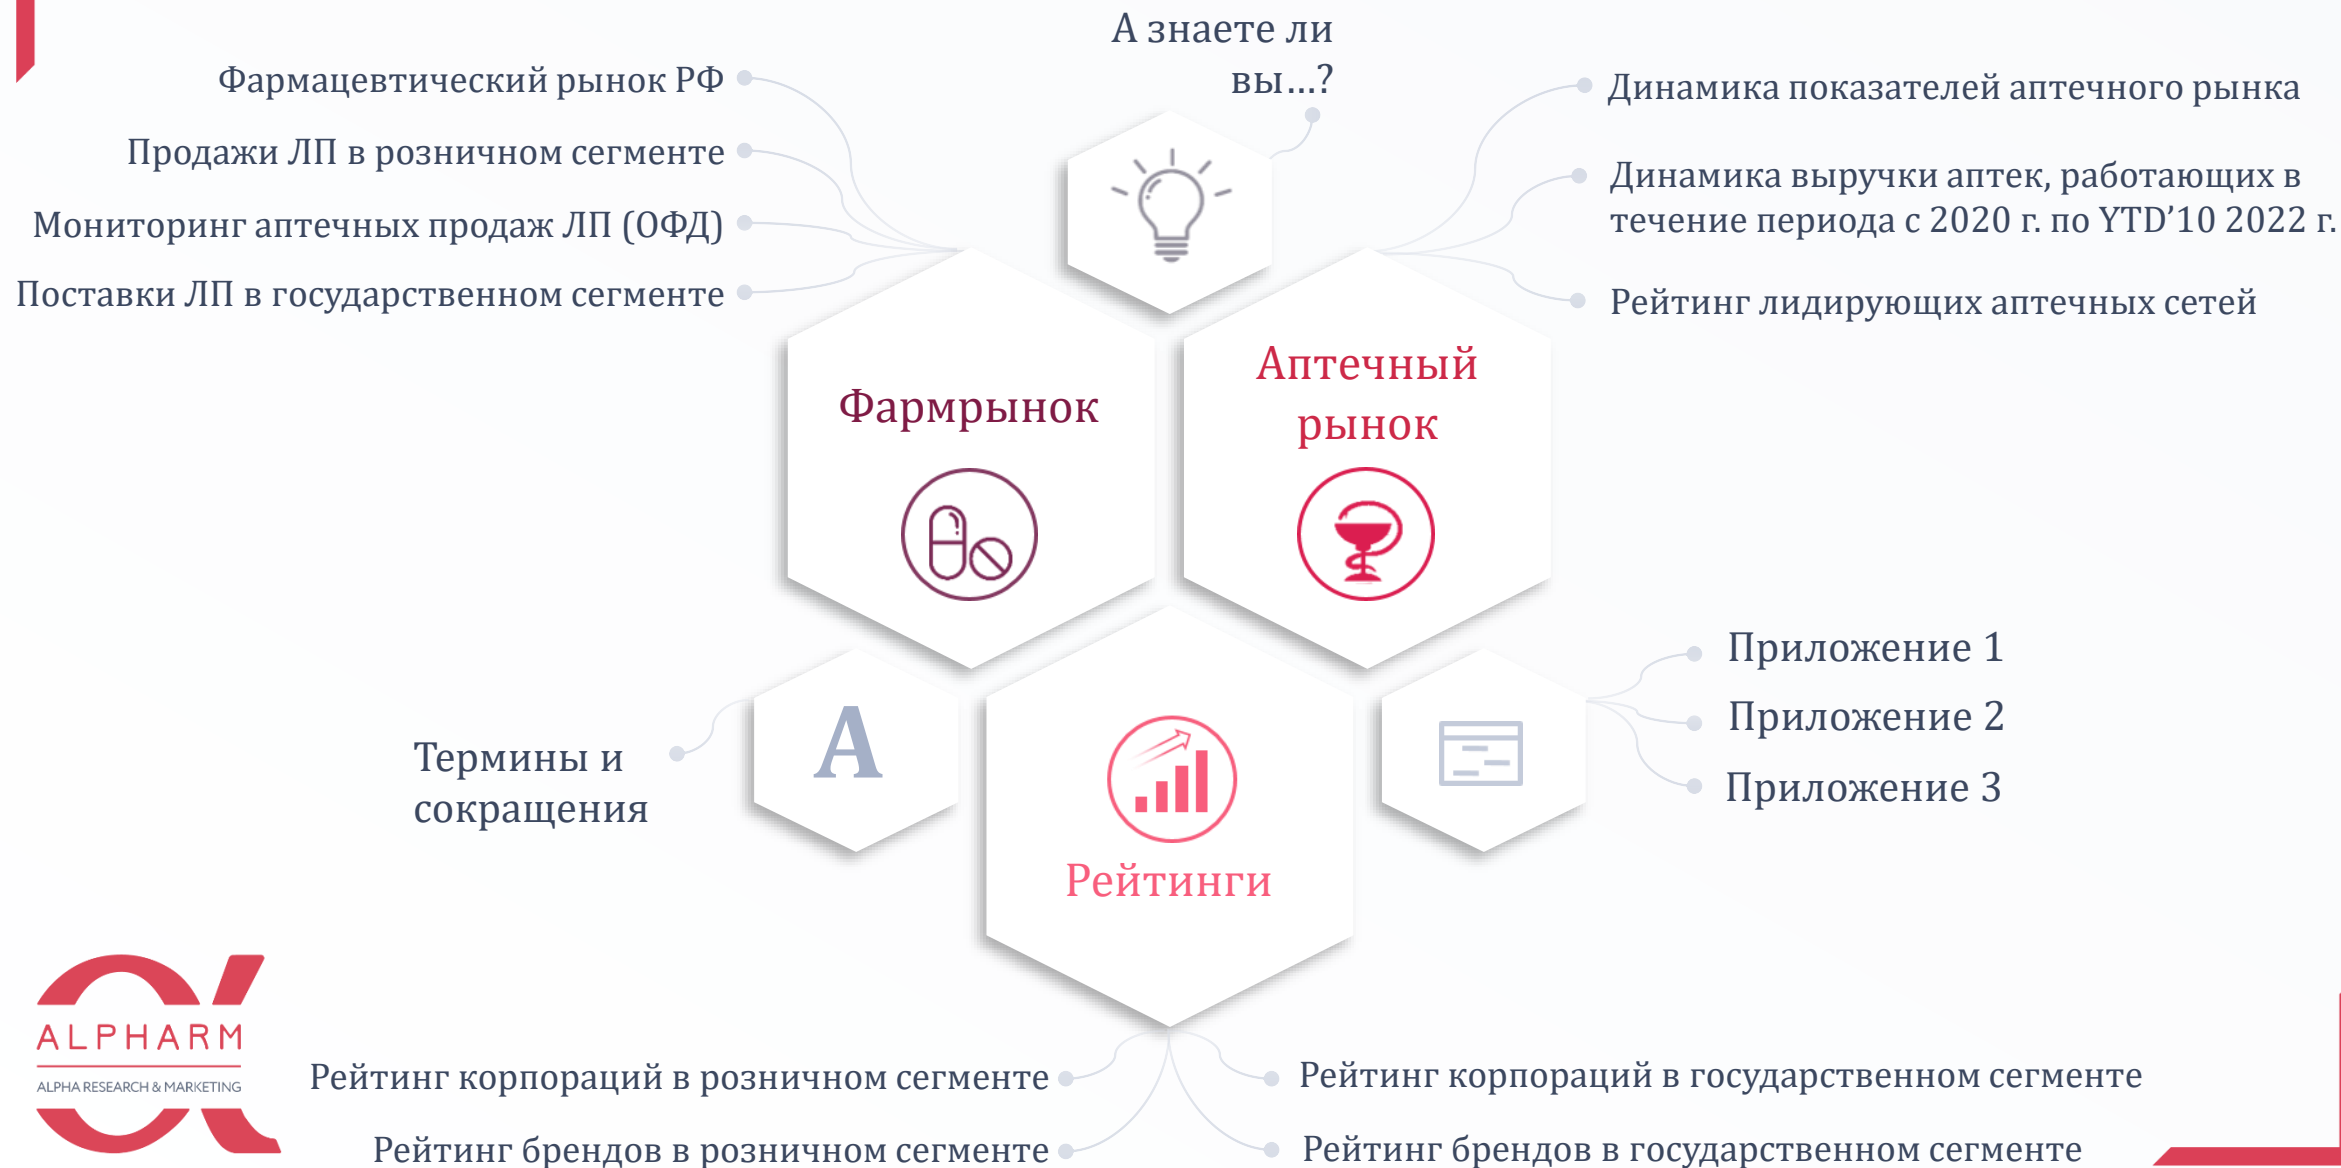 А знаете ли
вы...?
Фармацевтический рынок РФ
Продажи ЛП в розничном сегменте
Мониторинг аптечных продаж ЛП (ОФД)
Поставки ЛП в государственном сегменте
Динамика показателей аптечного рынка
Динамика выручки аптек, работающих в
течение периода с 2020 г. по YTD’10 2022 г.
Рейтинг лидирующих аптечных сетей
Фармрынок
Аптечный
рынок
Термины и
сокращения
A
Рейтинги
Приложение 1
Приложение 2
Приложение 3
ALPHARM
ALPHA RESEARCH & MARKETING
Рейтинг корпораций в розничном сегменте
Рейтинг брендов в розничном сегменте
Рейтинг корпораций в государственном сегменте
Рейтинг брендов в государственном сегменте